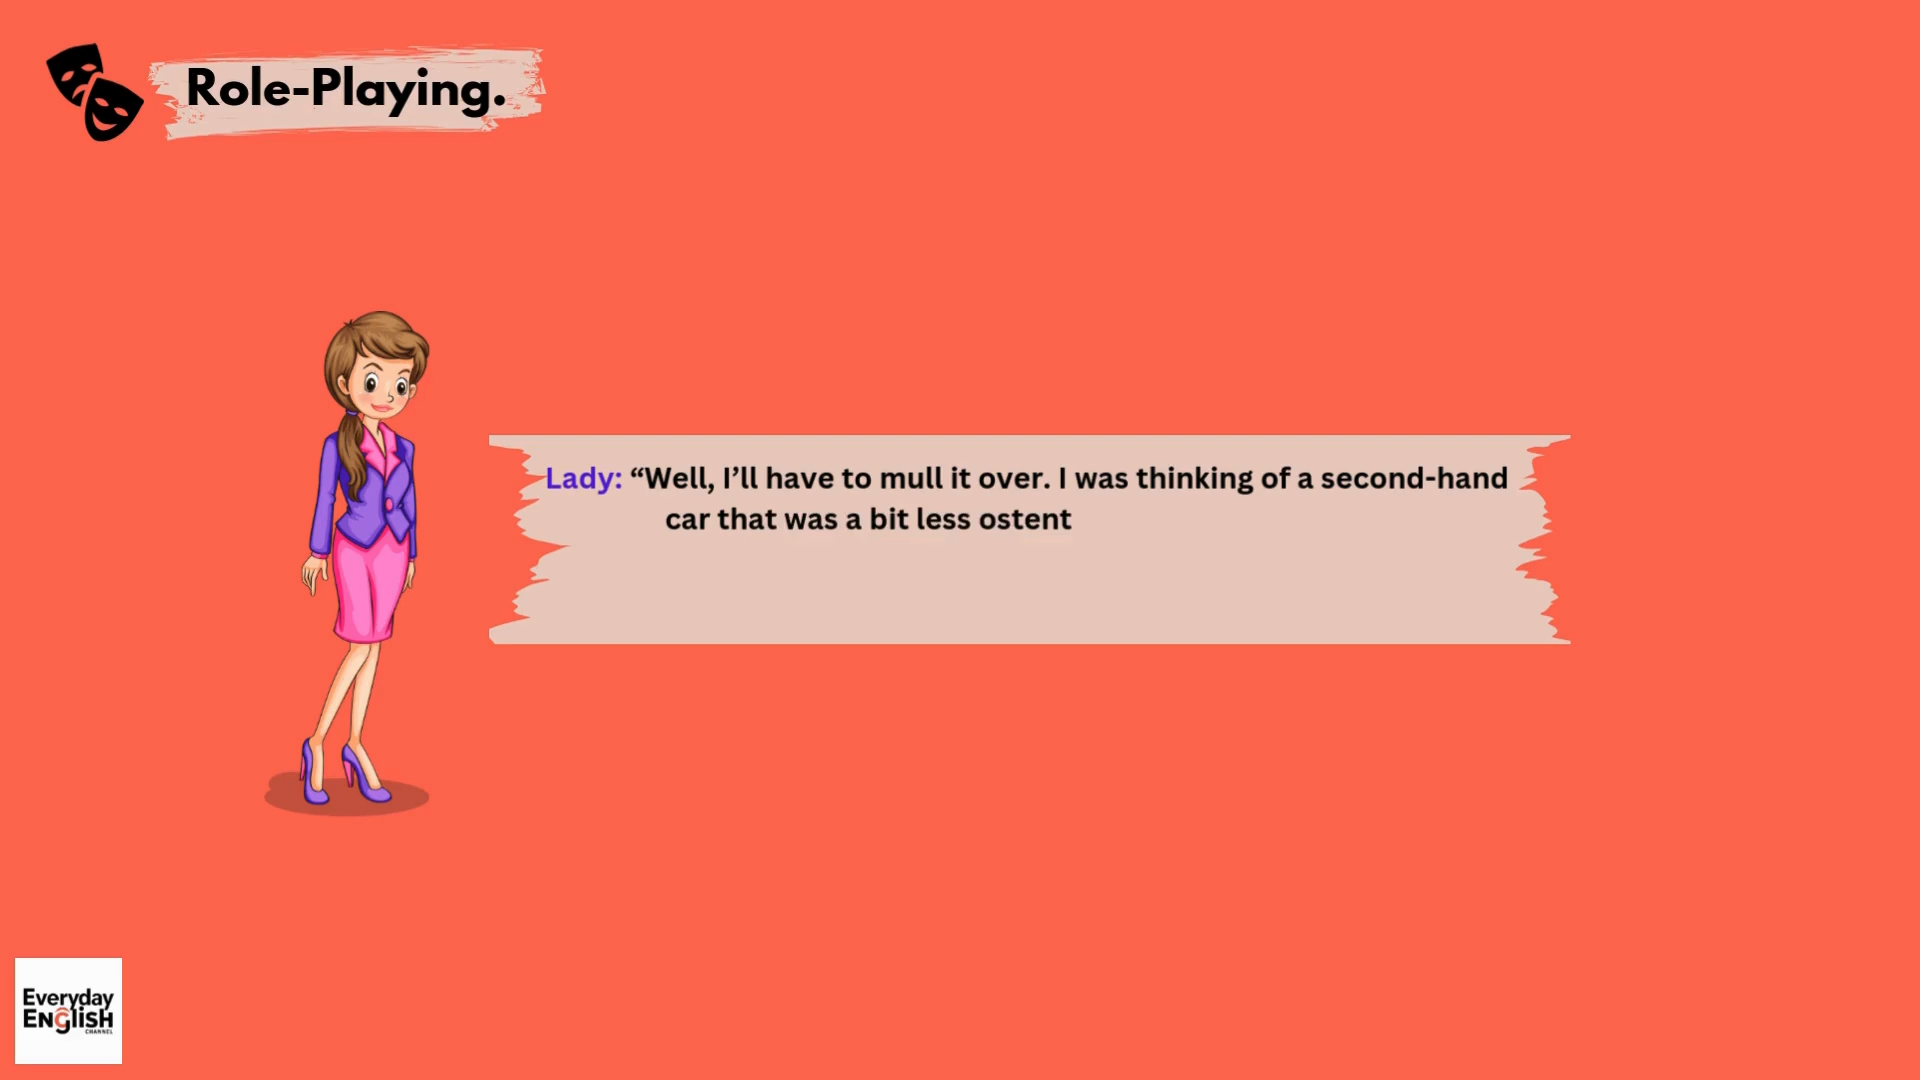 Role-Playing.
Lady: “Well, I’ll have to mull it over. I was thinking of a second-hand
car that was a bit less ostent
Everyday
ENglisH
CHANNEL